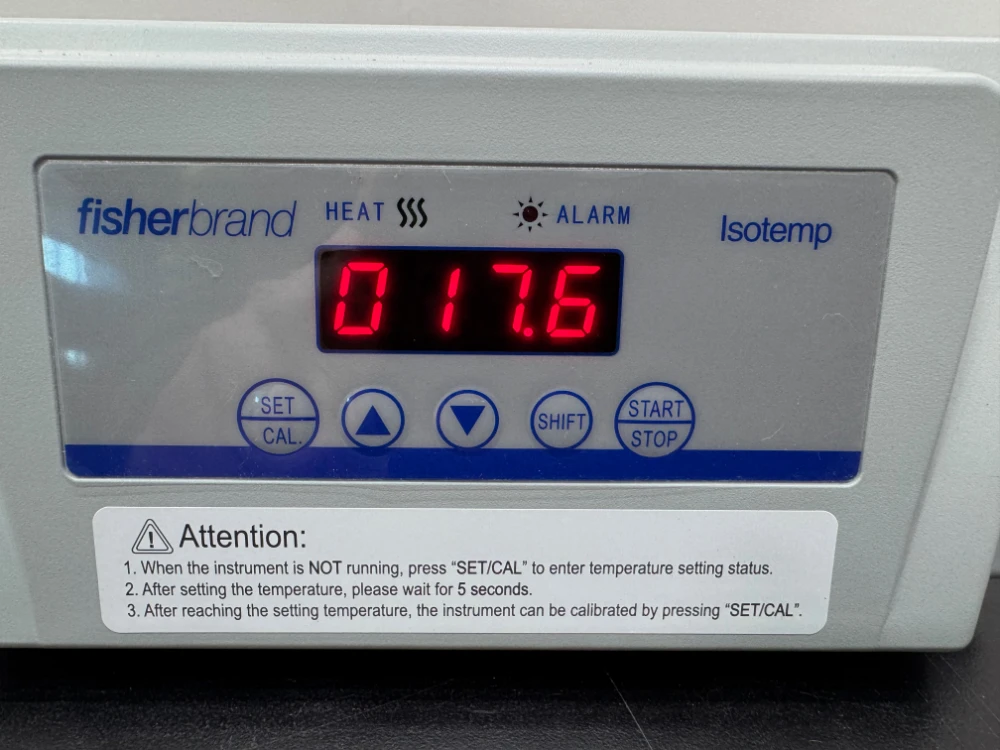 fisherbrand HEAT ALARM Isotemp
017.6
SET CAL. SHIFT START STOP
Attention:
1. When the instrument is NOT running, press “SET/CAL” to enter temperature setting status.
2. After setting the temperature, please wait for 5 seconds.
3. After reaching the setting temperature, the instrument can be calibrated by pressing “SET/CAL”.